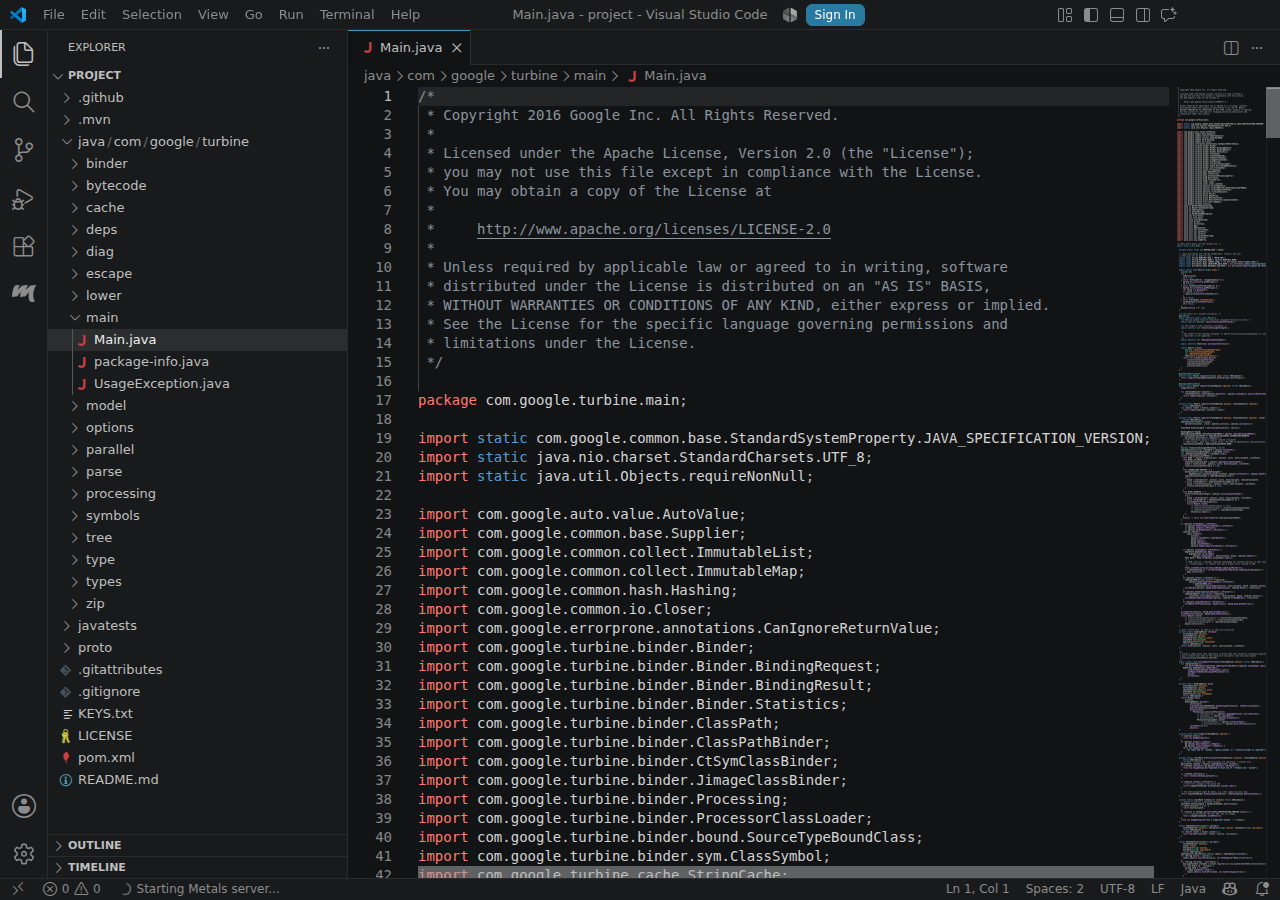 File Edit Selection View Go Run Terminal Help
Main.java - project - Visual Studio Code
Sign In
EXPLORER
PROJECT
.github
.mvn
java/com/google/turbine
binder
bytecode
cache
deps
diag
escape
lower
main
Main.java
package-info.java
UsageException.java
model
options
parallel
parse
processing
symbols
tree
type
types
zip
javatests
proto
.gitattributes
.gitignore
KEYS.txt
LICENSE
pom.xml
README.md
OUTLINE
TIMELINE
Main.java
java > com > google > turbine > main > Main.java
1 /*
2  * Copyright 2016 Google Inc. All Rights Reserved.
3  *
4  * Licensed under the Apache License, Version 2.0 (the "License");
5  * you may not use this file except in compliance with the License.
6  * You may obtain a copy of the License at
7  *
8  *     http://www.apache.org/licenses/LICENSE-2.0
9  *
10  * Unless required by applicable law or agreed to in writing, software
11  * distributed under the License is distributed on an "AS IS" BASIS,
12  * WITHOUT WARRANTIES OR CONDITIONS OF ANY KIND, either express or implied.
13  * See the License for the specific language governing permissions and
14  * limitations under the License.
15  */
16
17 package com.google.turbine.main;
18
19 import static com.google.common.base.StandardSystemProperty.JAVA_SPECIFICATION_VERSION;
20 import static java.nio.charset.StandardCharsets.UTF_8;
21 import static java.util.Objects.requireNonNull;
22
23 import com.google.auto.value.AutoValue;
24 import com.google.common.base.Supplier;
25 import com.google.common.collect.ImmutableList;
26 import com.google.common.collect.ImmutableMap;
27 import com.google.common.hash.Hashing;
28 import com.google.common.io.Closer;
29 import com.google.errorprone.annotations.CanIgnoreReturnValue;
30 import com.google.turbine.binder.Binder;
31 import com.google.turbine.binder.Binder.BindingRequest;
32 import com.google.turbine.binder.Binder.BindingResult;
33 import com.google.turbine.binder.Binder.Statistics;
34 import com.google.turbine.binder.ClassPath;
35 import com.google.turbine.binder.ClassPathBinder;
36 import com.google.turbine.binder.CtSymClassBinder;
37 import com.google.turbine.binder.JimageClassBinder;
38 import com.google.turbine.binder.Processing;
39 import com.google.turbine.binder.ProcessorClassLoader;
40 import com.google.turbine.binder.bound.SourceTypeBoundClass;
41 import com.google.turbine.binder.sym.ClassSymbol;
42 import com.google.turbine.cache.StringCache;
0 0 Starting Metals server...
Ln 1, Col 1 Spaces: 2 UTF-8 LF Java